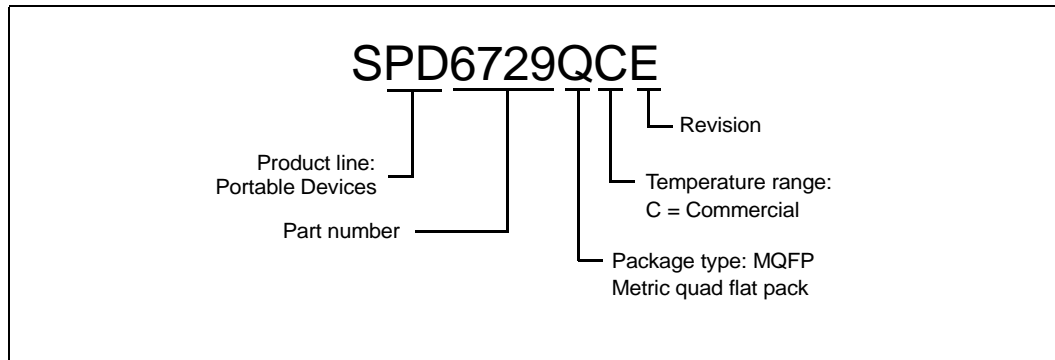 SPD6729QCE
Revision
Product line:
Portable Devices
Temperature range:
C = Commercial
Part number
Package type: MQFP
Metric quad flat pack